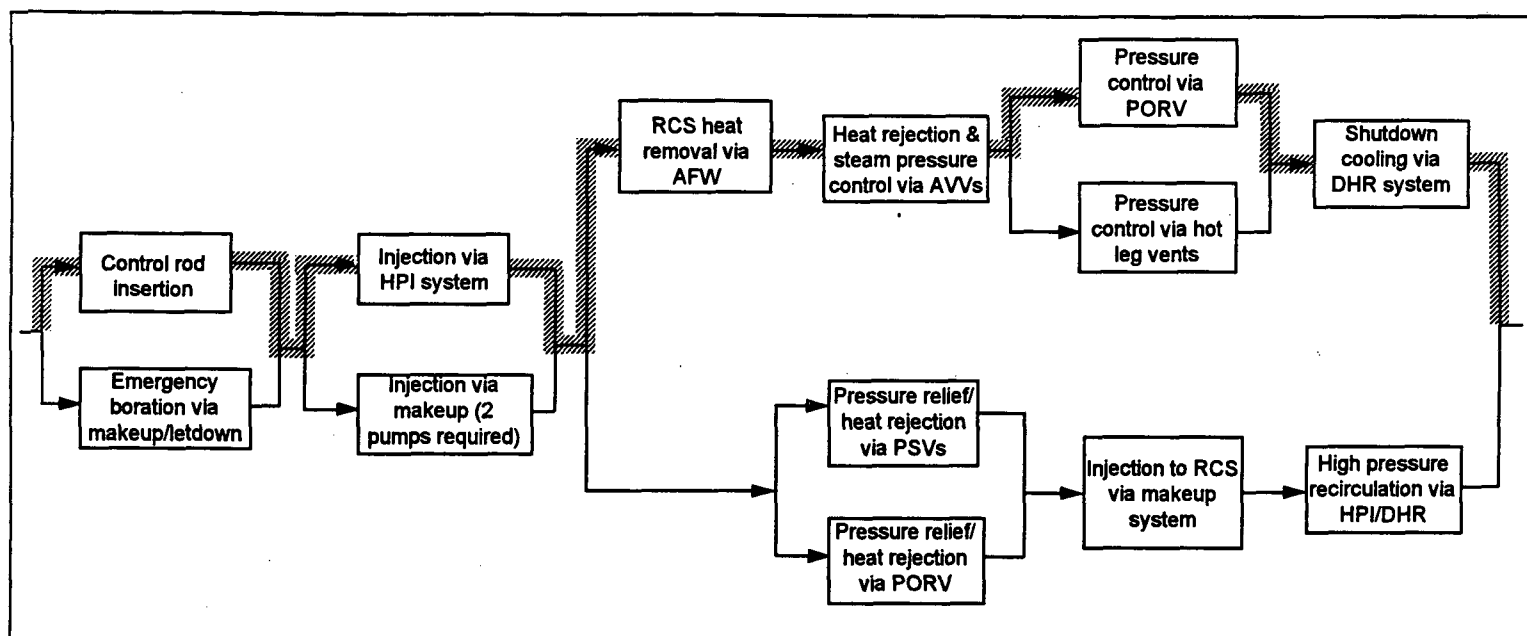 Control rod
insertion
Emergency
boration via
makeup/letdown
Injection via
HPI system
Injection via
makeup (2
pumps required)
RCS heat
removal via
AFW
Heat rejection &
steam pressure
control via AVVs
Pressure
control via
PORV
Pressure
control via hot
leg vents
Shutdown
cooling via
DHR system
Pressure relief/
heat rejection
via PSVs
Pressure relief/
heat rejection
via PORV
Injection to RCS
via makeup
system
High pressure
recirculation via
HPI/DHR